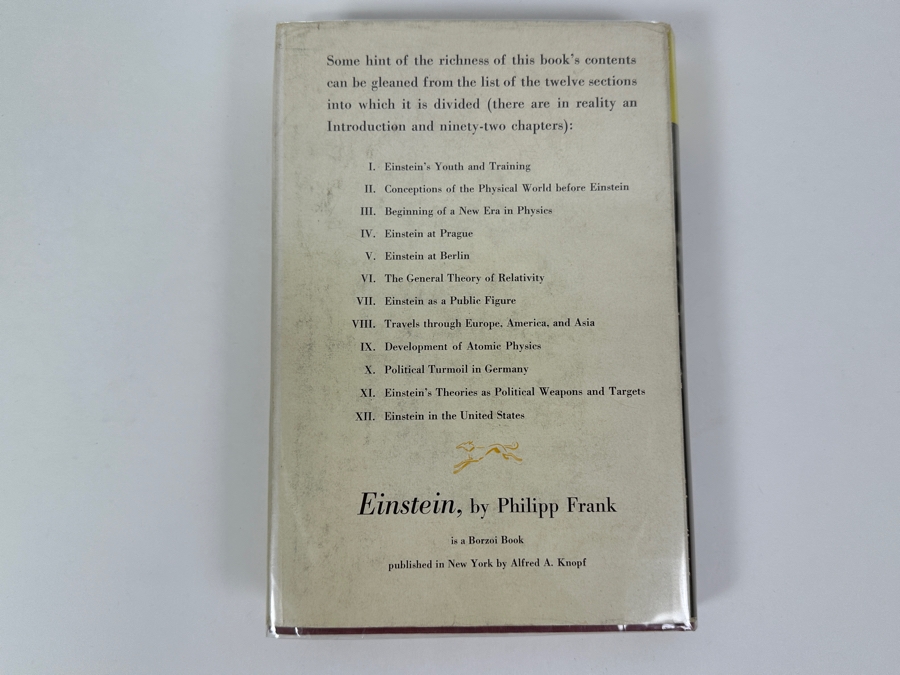 Some hint of the richness of this book's contents
can be gleaned from the list of the twelve sections
into which it is divided (there are in reality an
Introduction and ninety-two chapters):
I. Einstein's Youth and Training
II. Conceptions of the Physical World before Einstein
III. Beginning of a New Era in Physics
IV. Einstein at Prague
V. Einstein at Berlin
VI. The General Theory of Relativity
VII. Einstein as a Public Figure
VIII. Travels through Europe, America, and Asia
IX. Development of Atomic Physics
X. Political Turmoil in Germany
XI. Einstein's Theories as Political Weapons and Targets
XII. Einstein in the United States
Einstein, by Philipp Frank
is a Borzoi Book
published in New York by Alfred A. Knopf